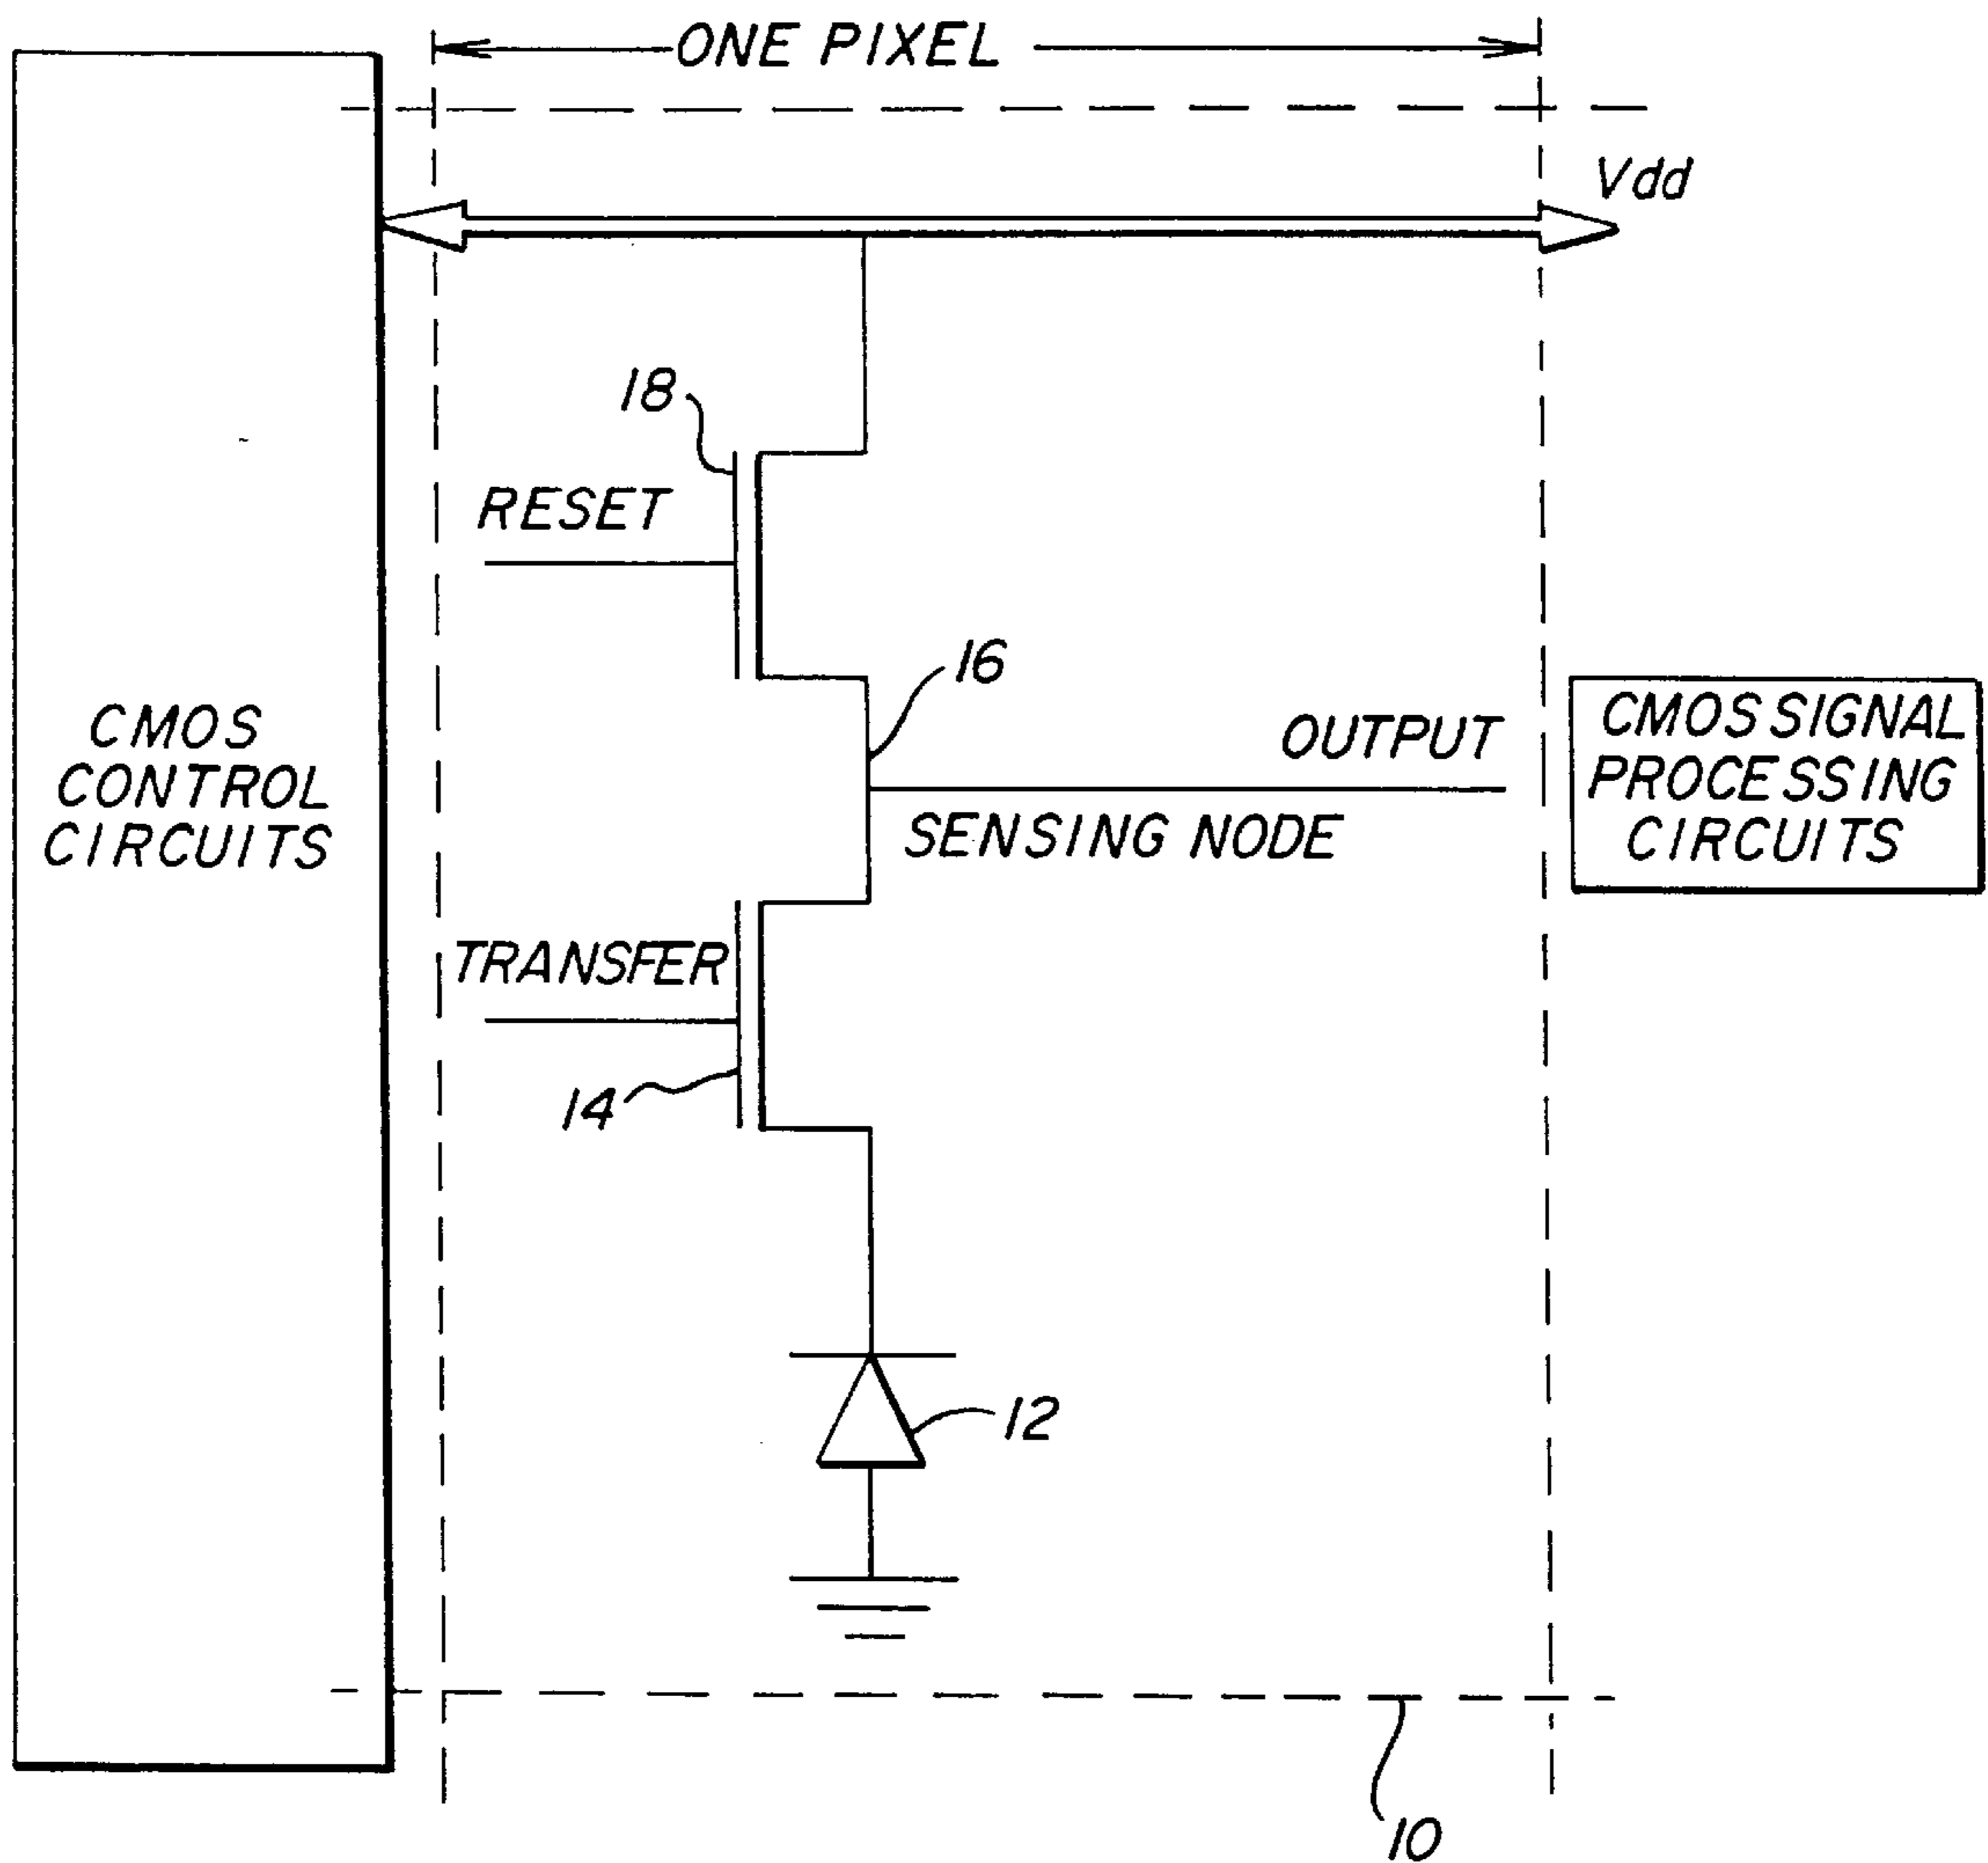 ONE PIXEL
Vdd
18
RESET
16
OUTPUT
SENSING NODE
CMOS
CONTROL
CIRCUITS
CMOS SIGNAL
PROCESSING
CIRCUITS
TRANSFER
14
12
10